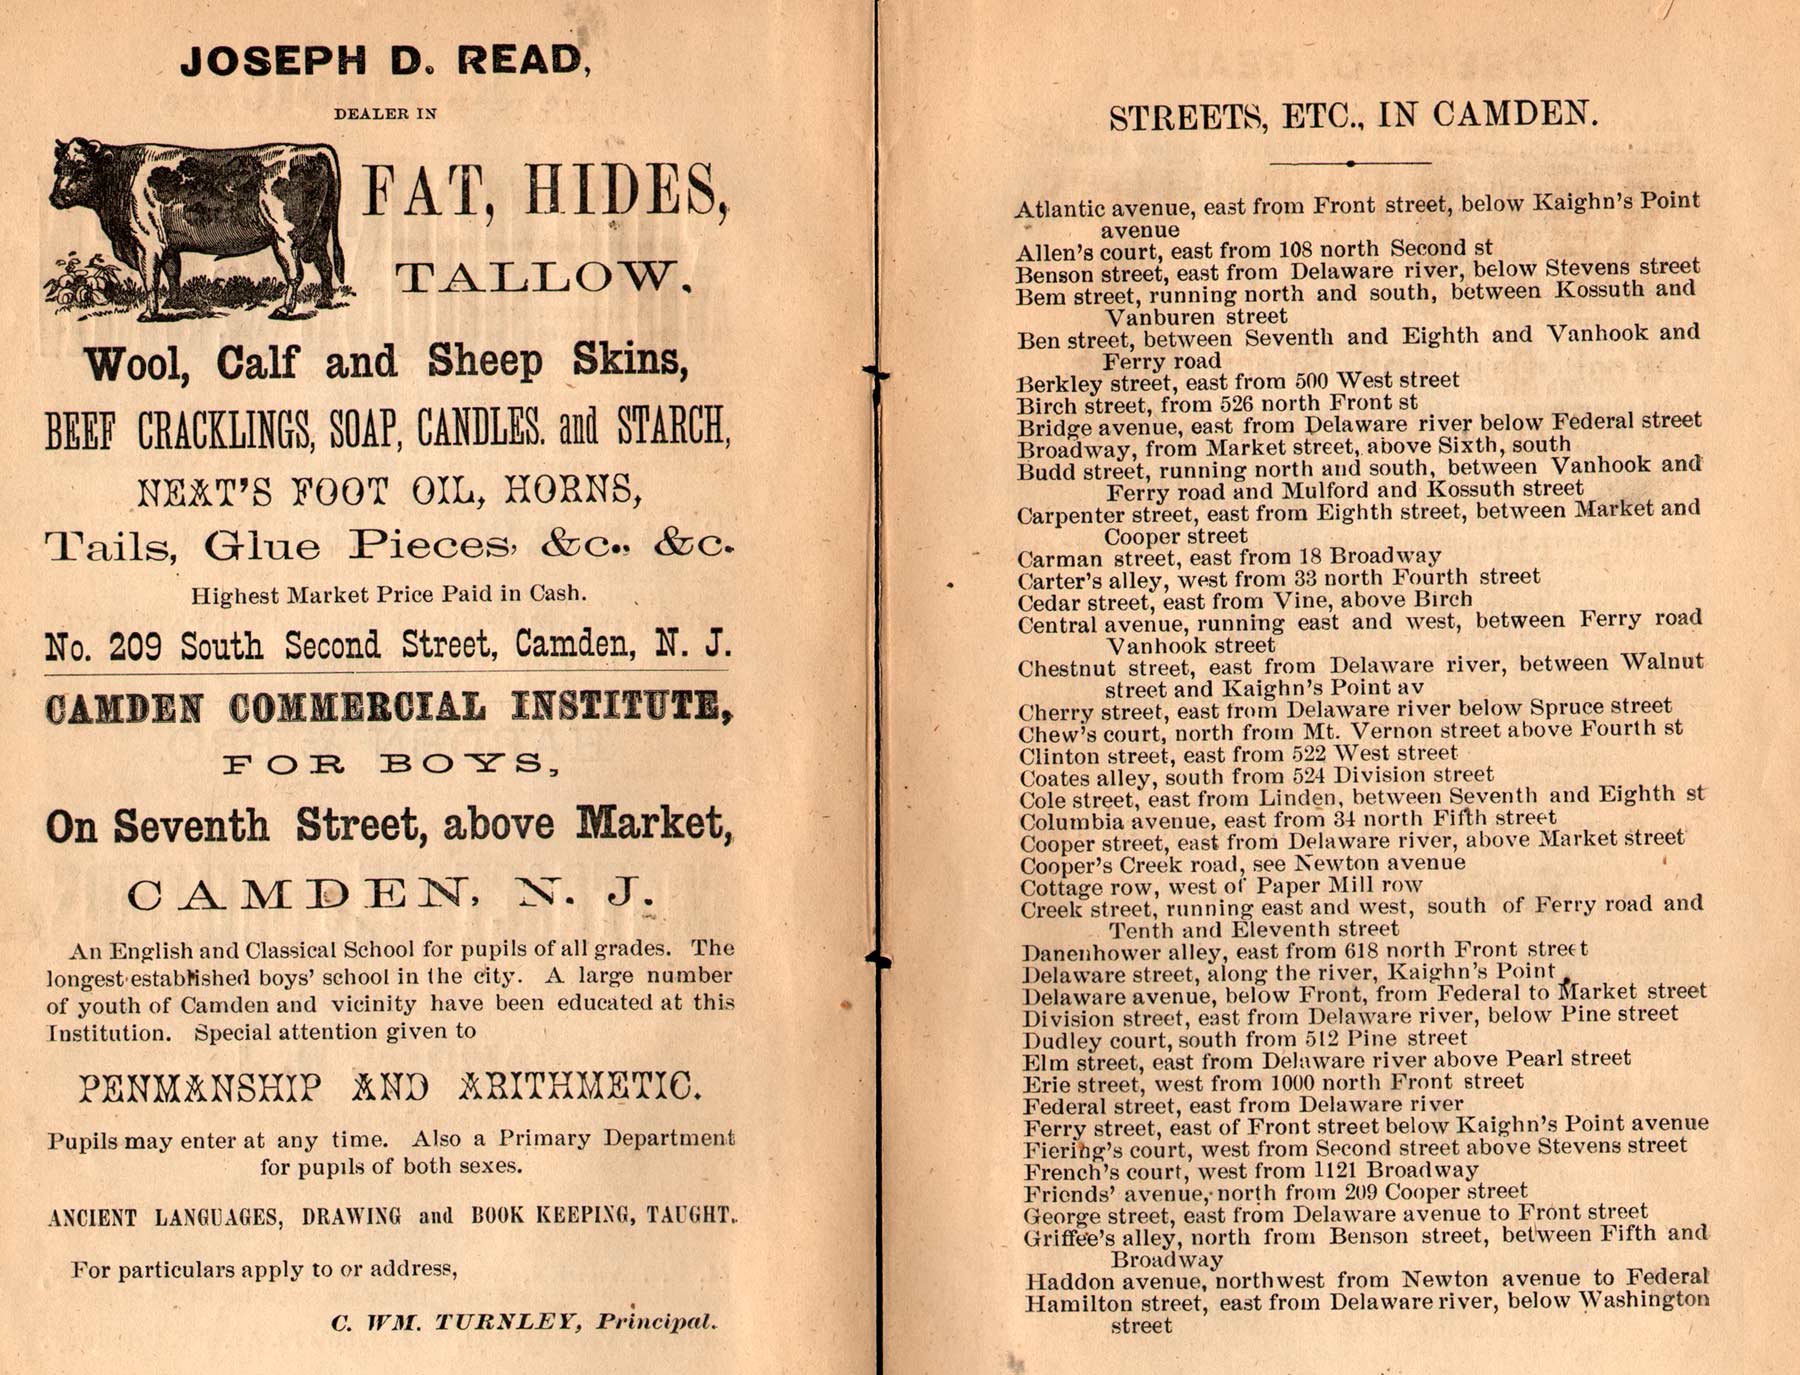 JOSEPH D. READ,
DEALER IN
FAT, HIDES,
TALLOW.
Wool, Calf and Sheep Skins,
BEEF CRACKLINGS, SOAP, CANDLES. and STARCH,
NEAT'S FOOT OIL, HORNS,
Tails, Glue Pieces, &c., &c.
Highest Market Price Paid in Cash.
No. 209 South Second Street, Camden, N. J.
CAMDEN COMMERCIAL INSTITUTE,
FOR BOYS,
On Seventh Street, above Market,
CAMDEN, N. J.
An English and Classical School for pupils of all grades. The
longest established boys' school in the city. A large number
of youth of Camden and vicinity have been educated at this
Institution. Special attention given to
PENMANSHIP AND ARITHMETIC.
Pupils may enter at any time. Also a Primary Department
for pupils of both sexes.
ANCIENT LANGUAGES, DRAWING and BOOK KEEPING, TAUGHT.
For particulars apply to or address,
C. WM. TURNLEY, Principal.
STREETS, ETC., IN CAMDEN.
Atlantic avenue, east from Front street, below Kaighn's Point
avenue
Allen's court, east from 108 north Second st
Benson street, east from Delaware river, below Stevens street
Bem street, running north and south, between Kossuth and
Vanburen street
Ben street, between Seventh and Eighth and Vanhook and
Ferry road
Berkley street, east from 500 West street
Birch street, from 526 north Front st
Bridge avenue, east from Delaware river below Federal street
Broadway, from Market street, above Sixth, south
Budd street, running north and south, between Vanhook and
Ferry road and Mulford and Kossuth street
Carpenter street, east from Eighth street, between Market and
Cooper street
Carman street, east from 18 Broadway
Carter's alley, west from 33 north Fourth street
Cedar street, east from Vine, above Birch
Central avenue, running east and west, between Ferry road
Vanhook street
Chestnut street, east from Delaware river, between Walnut
street and Kaighn's Point av
Cherry street, east from Delaware river below Spruce street
Chew's court, north from Mt. Vernon street above Fourth st
Clinton street, east from 522 West street
Coates alley, south from 524 Division street
Cole street, east from Linden, between Seventh and Eighth st
Columbia avenue, east from 34 north Fifth street
Cooper street, east from Delaware river, above Market street
Cooper's Creek road, see Newton avenue
Cottage row, west of Paper Mill row
Creek street, running east and west, south of Ferry road and
Tenth and Eleventh street
Danenhower alley, east from 618 north Front street
Delaware street, along the river, Kaighn's Point
Delaware avenue, below Front, from Federal to Market street
Division street, east from Delaware river, below Pine street
Dudley court, south from 512 Pine street
Elm street, east from Delaware river above Pearl street
Erie street, west from 1000 north Front street
Federal street, east from Delaware river
Ferry street, east of Front street below Kaighn's Point avenue
Fiering's court, west from Second street above Stevens street
French's court, west from 1121 Broadway
Friends' avenue, north from 209 Cooper street
George street, east from Delaware avenue to Front street
Griffee's alley, north from Benson street, between Fifth and
Broadway
Haddon avenue, northwest from Newton avenue to Federal
Hamilton street, east from Delaware river, below Washington
street